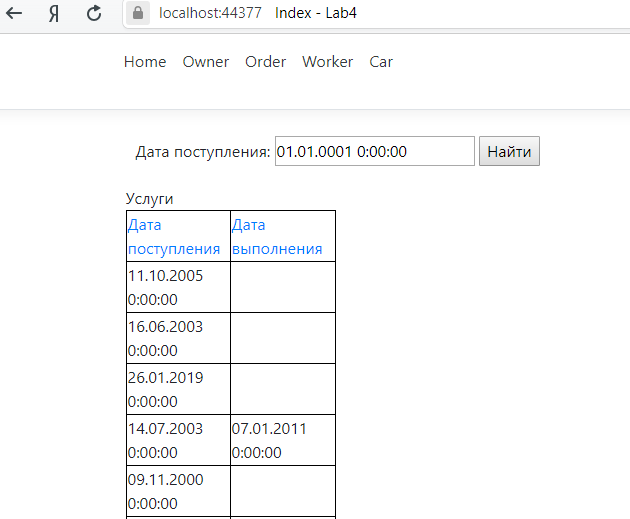 Я localhost:44377 Index - Lab4
Home Owner Order Worker Car
Дата поступления: 01.01.0001 0:00:00 Найти
Услуги
Дата поступления Дата выполнения
11.10.2005 0:00:00
16.06.2003 0:00:00
26.01.2019 0:00:00
14.07.2003 0:00:00 07.01.2011 0:00:00
09.11.2000 0:00:00